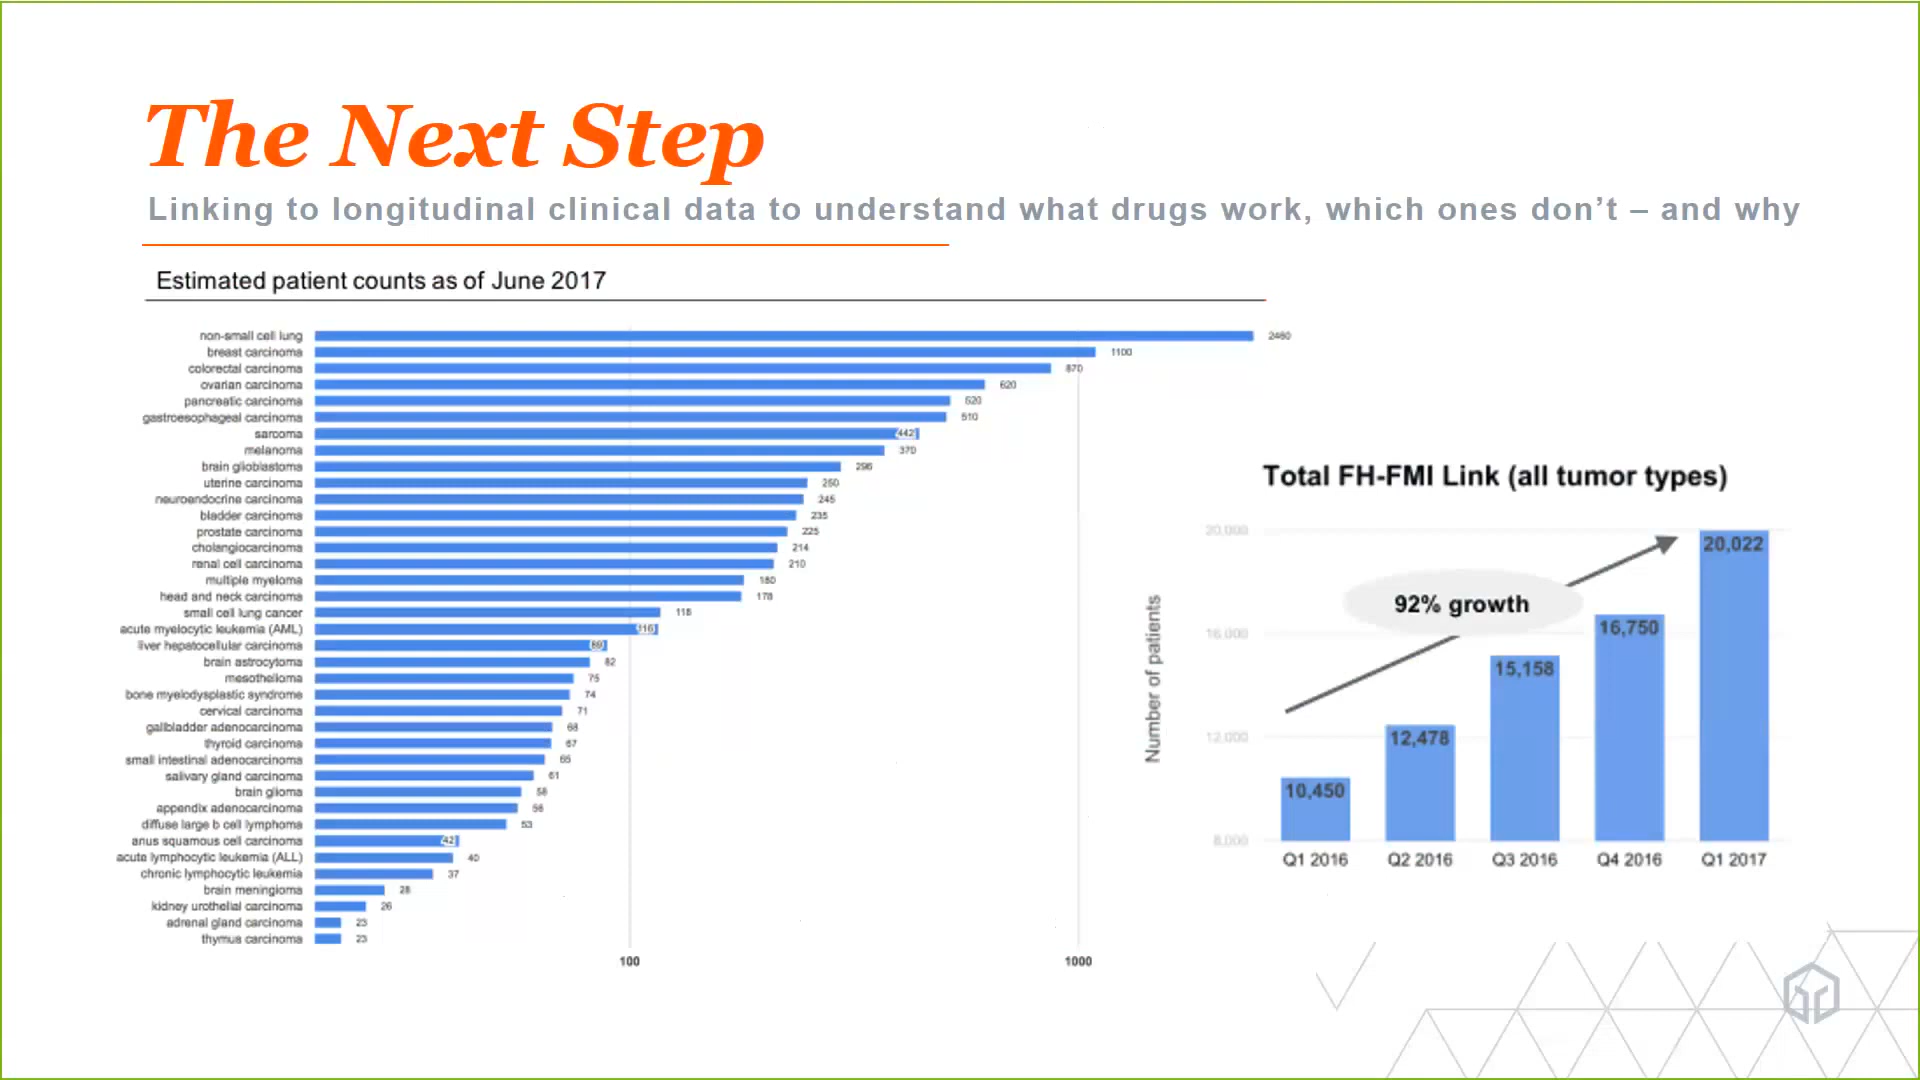 The Next Step
Linking to longitudinal clinical data to understand what drugs work, which ones don’t – and why
Estimated patient counts as of June 2017
non-small cell lung 2460
breast carcinoma 1100
colorectal carcinoma 870
ovarian carcinoma 620
pancreatic carcinoma 520
gastroesophageal carcinoma 510
sarcoma 442
melanoma 370
brain glioblastoma 296
uterine carcinoma 250
neuroendocrine carcinoma 245
bladder carcinoma 235
prostate carcinoma 225
cholangiocarcinoma 214
renal cell carcinoma 210
multiple myeloma 180
head and neck carcinoma 178
small cell lung cancer 118
acute myelocytic leukemia (AML) 116
liver hepatocellular carcinoma 89
brain astrocytoma 82
mesothelioma 75
bone myelodysplastic syndrome 74
cervical carcinoma 71
gallbladder adenocarcinoma 68
thyroid carcinoma 67
small intestinal adenocarcinoma 65
salivary gland carcinoma 61
brain glioma 58
appendix adenocarcinoma 56
diffuse large b cell lymphoma 53
anus squamous cell carcinoma 42
acute lymphocytic leukemia (ALL) 40
chronic lymphocytic leukemia 37
brain meningioma 28
kidney urothelial carcinoma 26
adrenal gland carcinoma 23
thymus carcinoma 23
100 1000
Total FH-FMI Link (all tumor types)
Number of patients
20,000
16,000
12,000
8,000
92% growth
10,450
12,478
15,158
16,750
20,022
Q1 2016 Q2 2016 Q3 2016 Q4 2016 Q1 2017